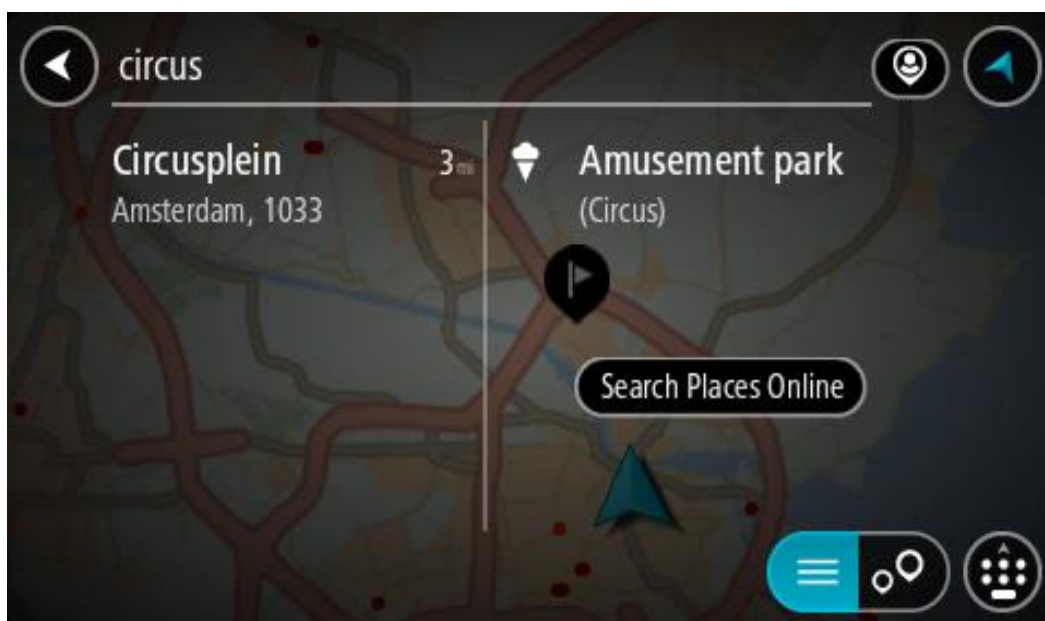 circus
Circusplein
3 mi
Amsterdam, 1033
Amusement park
(Circus)
Search Places Online